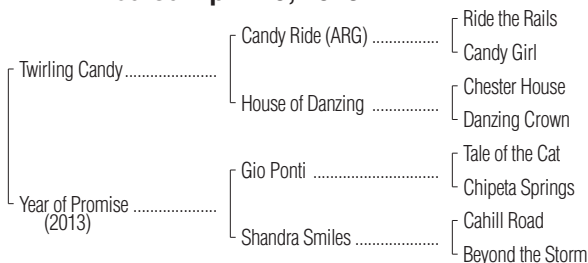 Ride the Rails
Candy Ride (ARG) ................
Candy Girl
Twirling Candy......................
Chester House
House of Danzing ................
Danzing Crown
Tale of the Cat
Gio Ponti ..............................
Chipeta Springs
Year of Promise ....................
(2013)
Cahill Road
Shandra Smiles ....................
Beyond the Storm